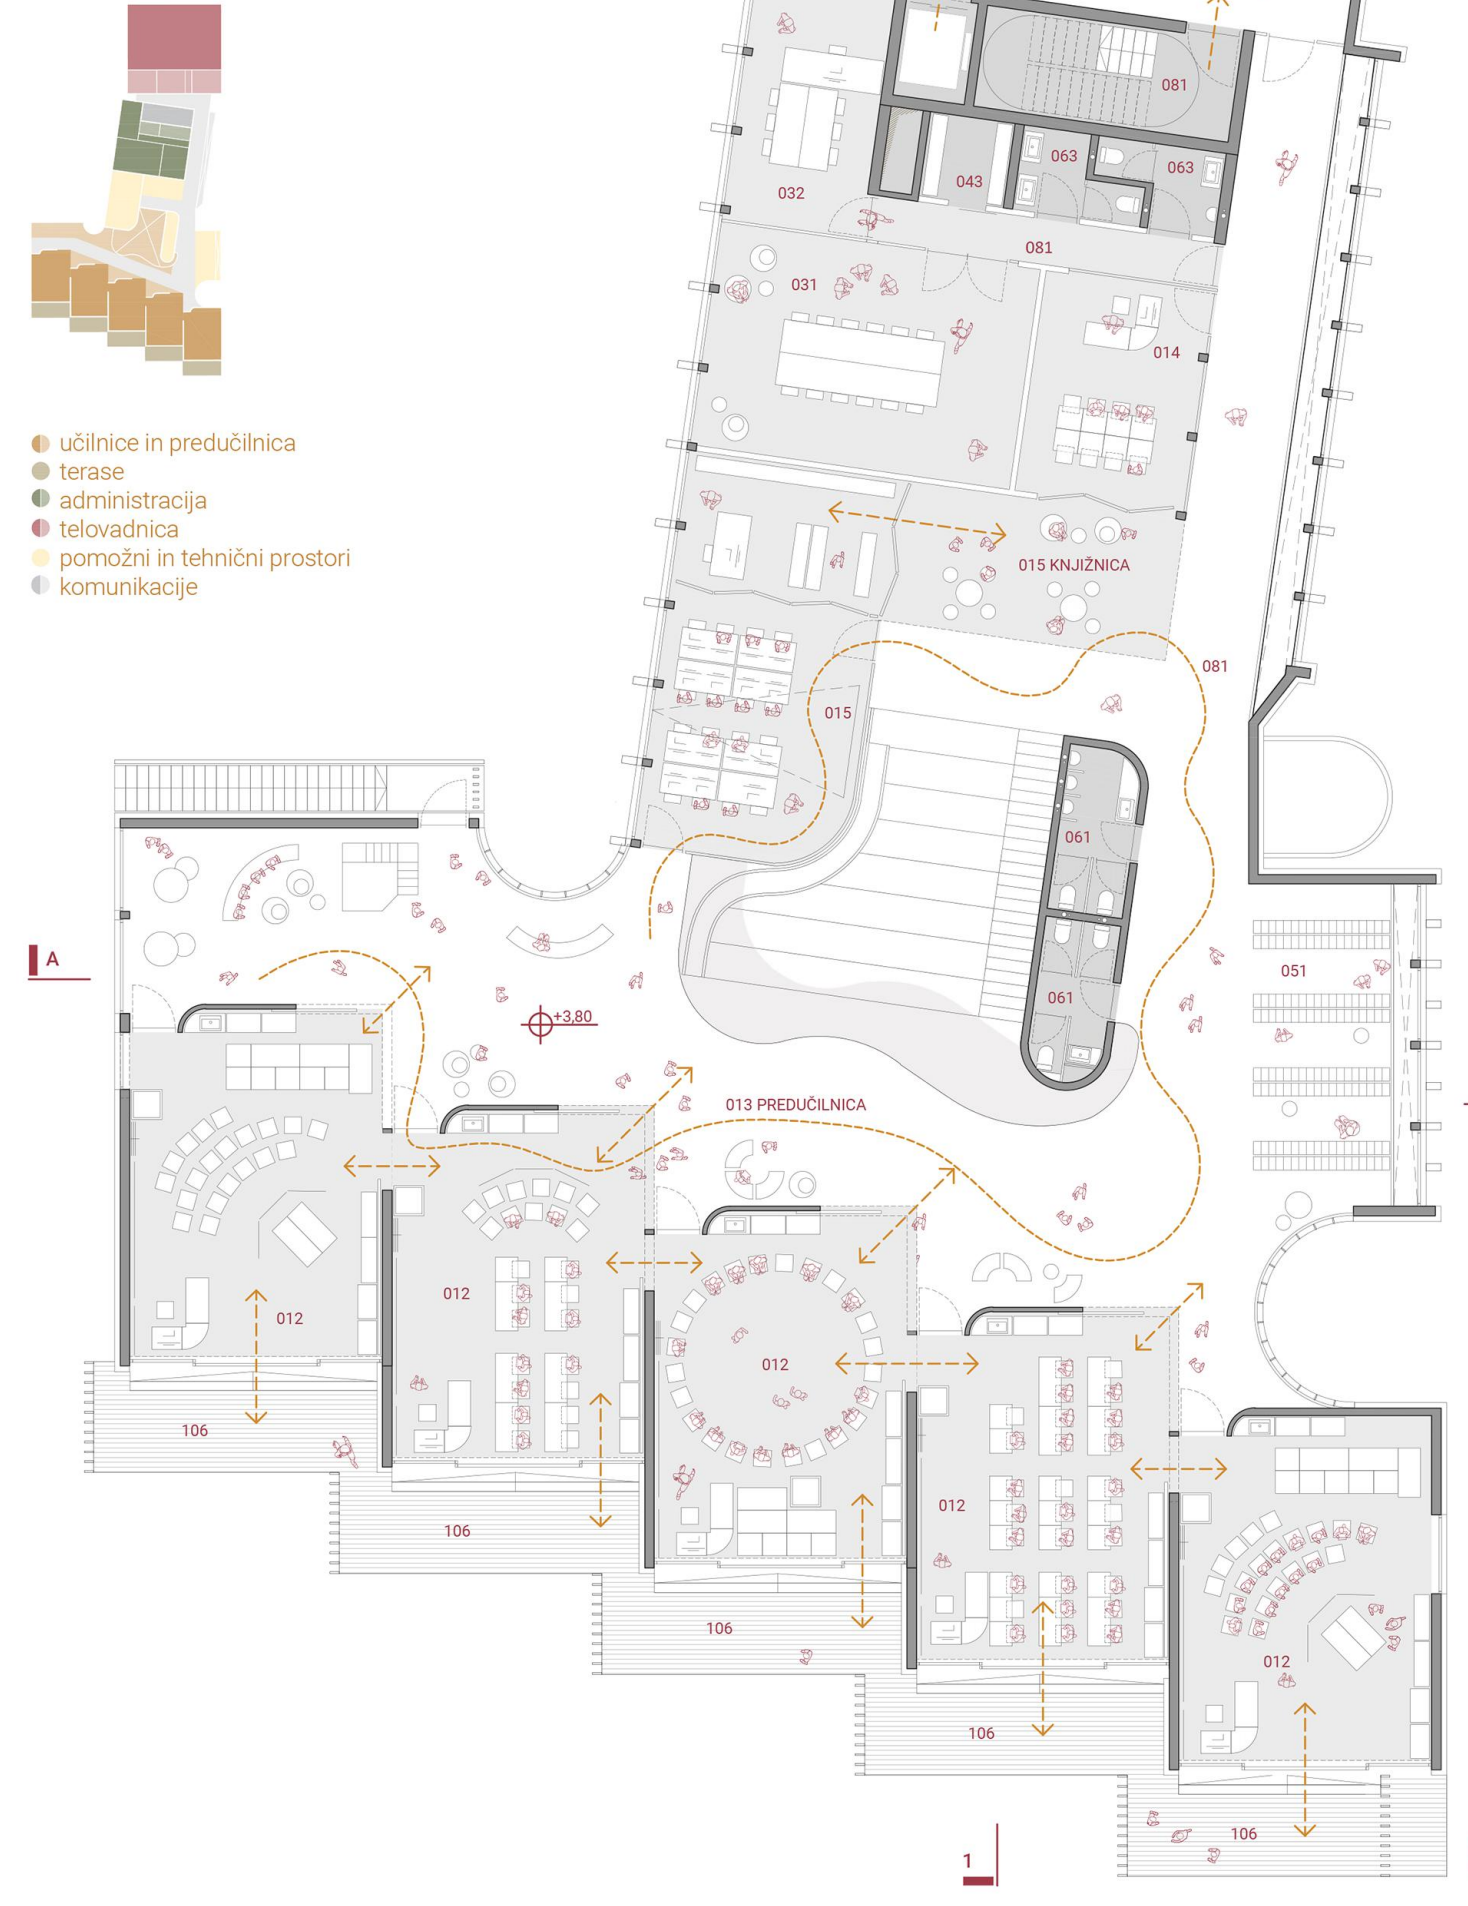 učilnice in predučilnica
terase
administracija
telovadnica
pomožni in tehnični prostori
komunikacije
081
063
063
043
032
081
031
014
015 KNJIŽNICA
081
015
061
A
051
061
+3,80
013 PREDUČILNICA
012
012
012
106
012
106
106
012
106
106
1